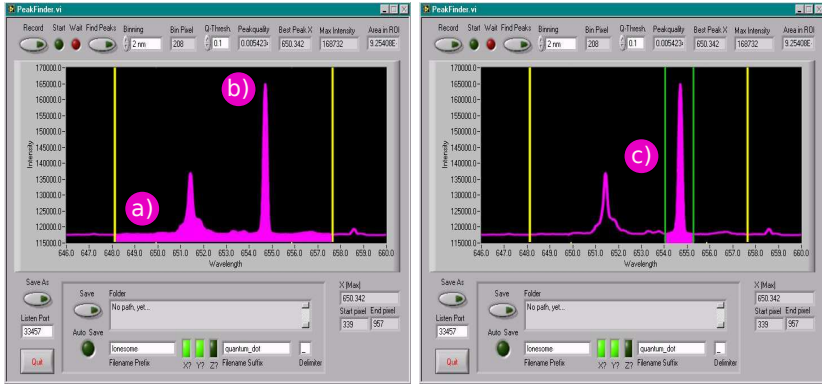 PeakFinder.vi
Record Start Wait Find Peaks Binning Bin Pixel Q-Thresh. Peakquality Best Peak X Max Intensity Area in ROI
2 nm 208 0.1 0.005423 650.342 168732 9.25408E-
170000.0-
165000.0-
160000.0-
155000.0-
150000.0-
145000.0-
140000.0-
135000.0-
130000.0-
125000.0-
120000.0-
115000.0-
Intensity
a)
b)
646.0 647.0 648.0 649.0 650.0 651.0 652.0 653.0 654.0 655.0 656.0 657.0 658.0 659.0 660.0
Wavelength
Save As
Listen Port
33457
Quit
Save
Folder
No path, yet...
Auto Save
lonesome quantum_dot _
Filename Prefix X? Y? Z? Filename Suffix Delimiter
X (Max)
650.342
Start pixel End pixel
339 957
PeakFinder.vi
Record Start Wait Find Peaks Binning Bin Pixel Q-Thresh. Peakquality Best Peak X Max Intensity Area in ROI
2 nm 208 0.1 0.005423 650.342 168732 9.25408E-
170000.0-
165000.0-
160000.0-
155000.0-
150000.0-
145000.0-
140000.0-
135000.0-
130000.0-
125000.0-
120000.0-
115000.0-
Intensity
c)
646.0 647.0 648.0 649.0 650.0 651.0 652.0 653.0 654.0 655.0 656.0 657.0 658.0 659.0 660.0
Wavelength
Save As
Listen Port
33457
Quit
Save
Folder
No path, yet...
Auto Save
lonesome quantum_dot _
Filename Prefix X? Y? Z? Filename Suffix Delimiter
X (Max)
650.342
Start pixel End pixel
339 957